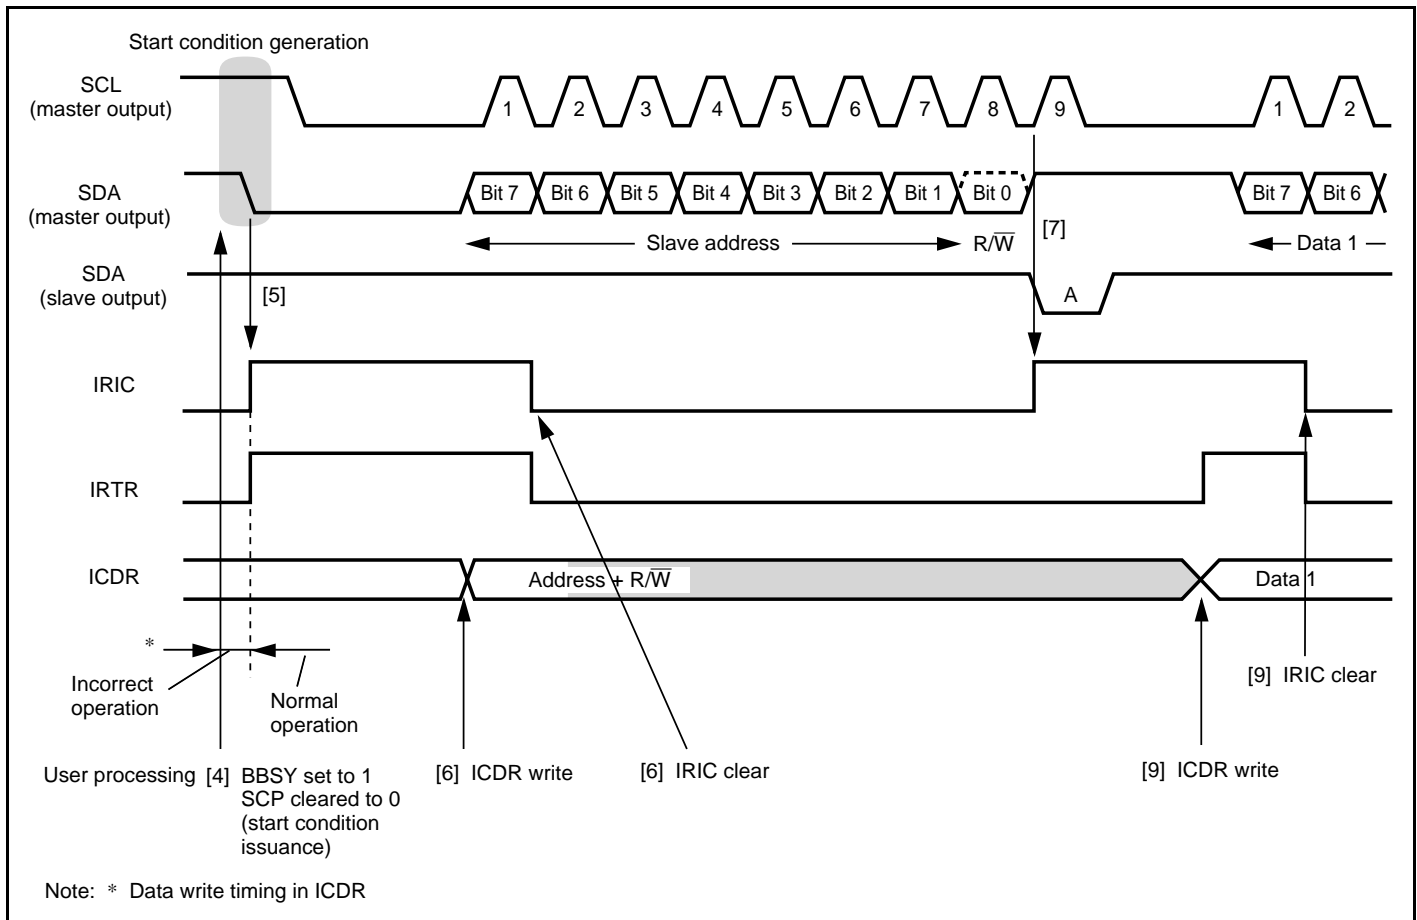 Start condition generation
SCL
(master output)
1 2 3 4 5 6 7 8 9 1 2
SDA
(master output)
Bit 7 Bit 6 Bit 5 Bit 4 Bit 3 Bit 2 Bit 1 Bit 0 Bit 7 Bit 6
Slave address R/W̅ [7] Data 1
SDA
(slave output)
[5] A
IRIC
IRTR
ICDR
Address + R/W̅ Data 1
*
Incorrect
operation
Normal
operation
[9] IRIC clear
User processing [4] BBSY set to 1
SCP cleared to 0
(start condition
issuance)
[6] ICDR write
[6] IRIC clear
[9] ICDR write
Note: * Data write timing in ICDR